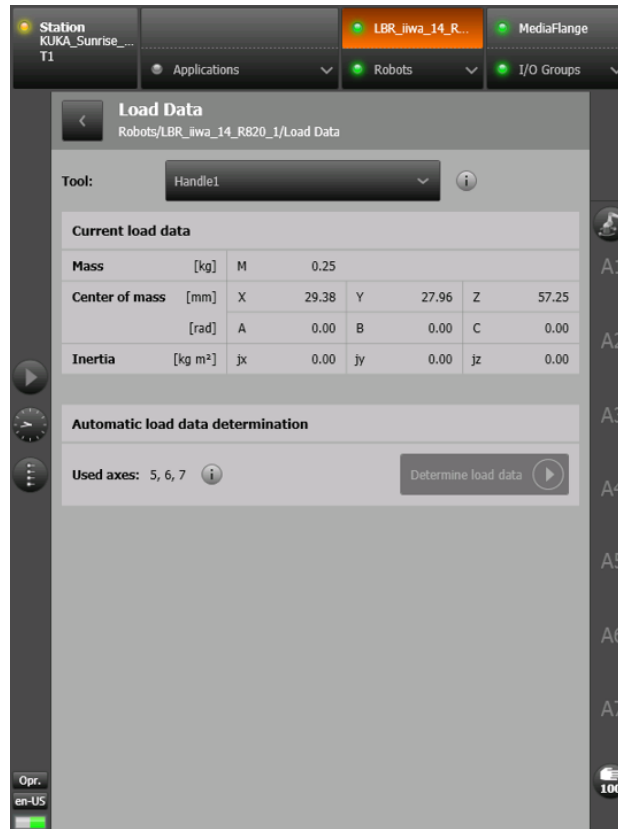 Station
KUKA_Sunrise_...
T1
LBR_iiwa_14_R...
MediaFlange
Applications
Robots
I/O Groups
Load Data
Robots/LBR_iiwa_14_R820_1/Load Data
Tool: Handle1
Current load data
Mass [kg] M 0.25
Center of mass [mm] X 29.38 Y 27.96 Z 57.25
[rad] A 0.00 B 0.00 C 0.00
Inertia [kg m²] jx 0.00 jy 0.00 jz 0.00
Automatic load data determination
Used axes: 5, 6, 7 Determine load data
A1
A2
A3
A4
A5
A6
A7
Opr.
100
en-US